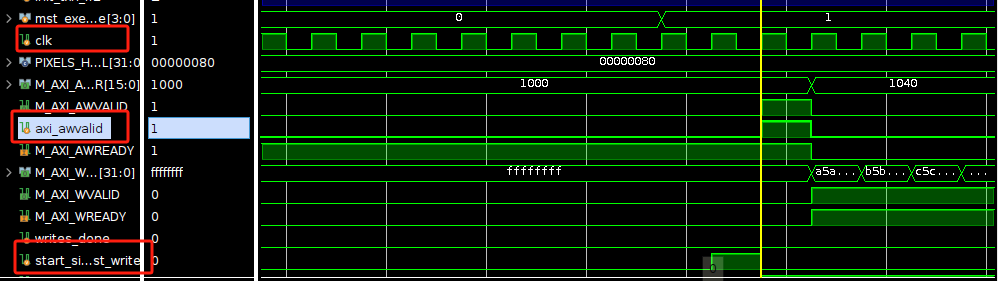 mst_exe...e[3:0] 1 0 1
clk 1
PIXELS_H...L[31:0 00000080 00000080
M_AXI_A...R[15:0] 1000 1000 1040
M_AXI_AWVALID 1
axi_awvalid 1
M_AXI_AWREADY 1
M_AXI_W...[31:0] ffffffff ffffffff a5a... b5b... c5c... ...
M_AXI_WVALID 0
M_AXI_WREADY 0
writes_done 0
start_si...st_write 0 0